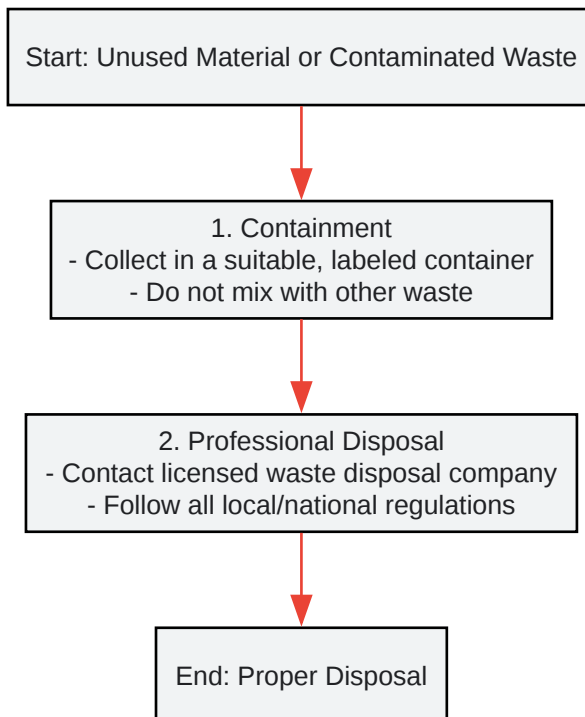 Start: Unused Material or Contaminated Waste
1. Containment
- Collect in a suitable, labeled container
- Do not mix with other waste
2. Professional Disposal
- Contact licensed waste disposal company
- Follow all local/national regulations
End: Proper Disposal